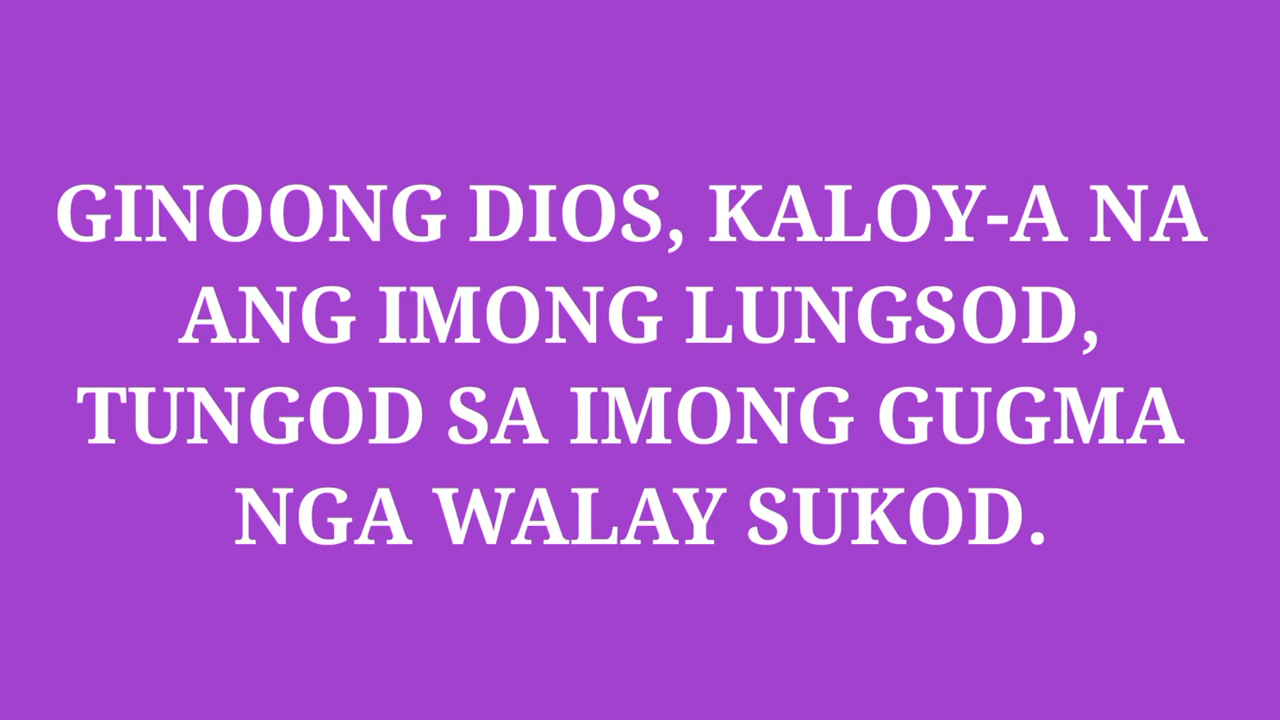 GINOONG DIOS, KALOY-A NA
ANG IMONG LUNGSOD,
TUNGOD SA IMONG GUGMA
NGA WALAY SUKOD.